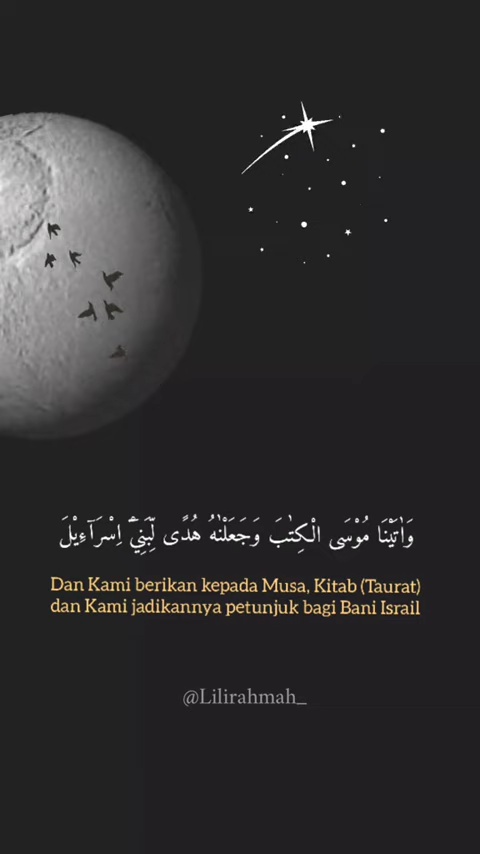 وَاٰتَيْنَا مُوْسَى الْكِتٰبَ وَجَعَلْنٰهُ هُدًى لِّبَنِيْٓ اِسْرَاۤءِيْلَ
Dan Kami berikan kepada Musa, Kitab (Taurat)
dan Kami jadikannya petunjuk bagi Bani Israil
@Lilirahmah_